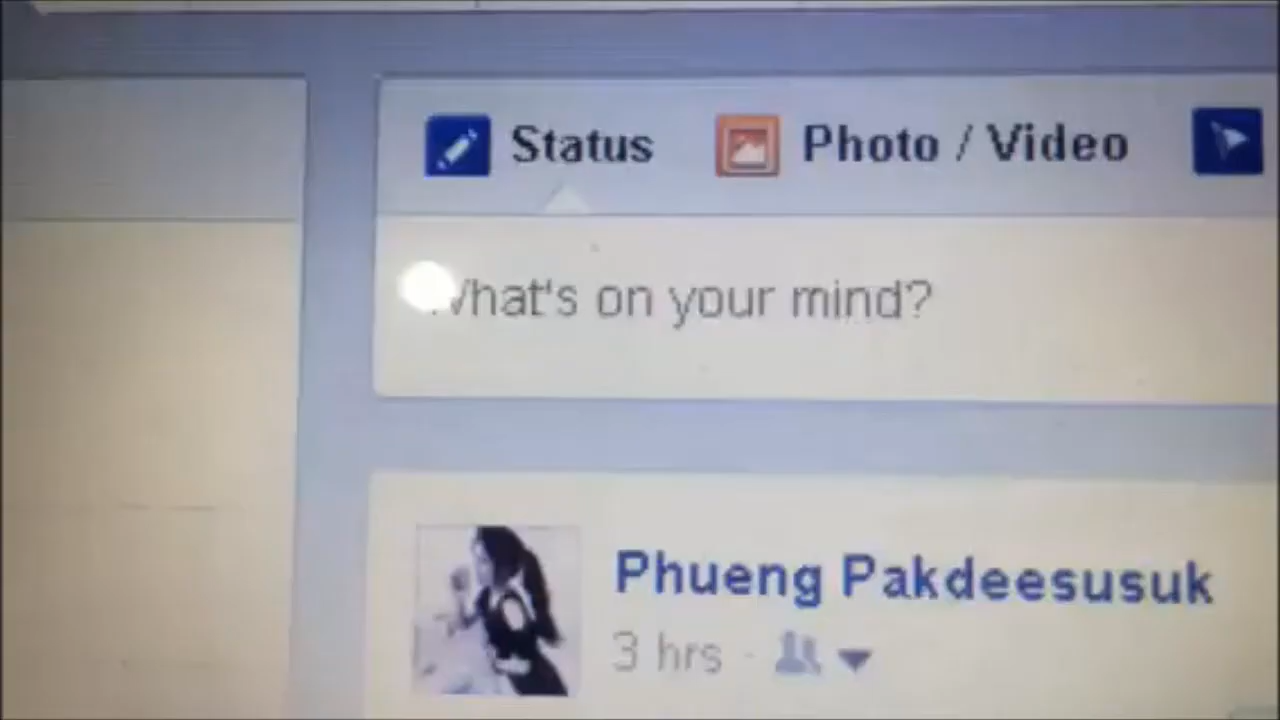 Status Photo / Video
What's on your mind?
Phueng Pakdeesusuk
3 hrs ·